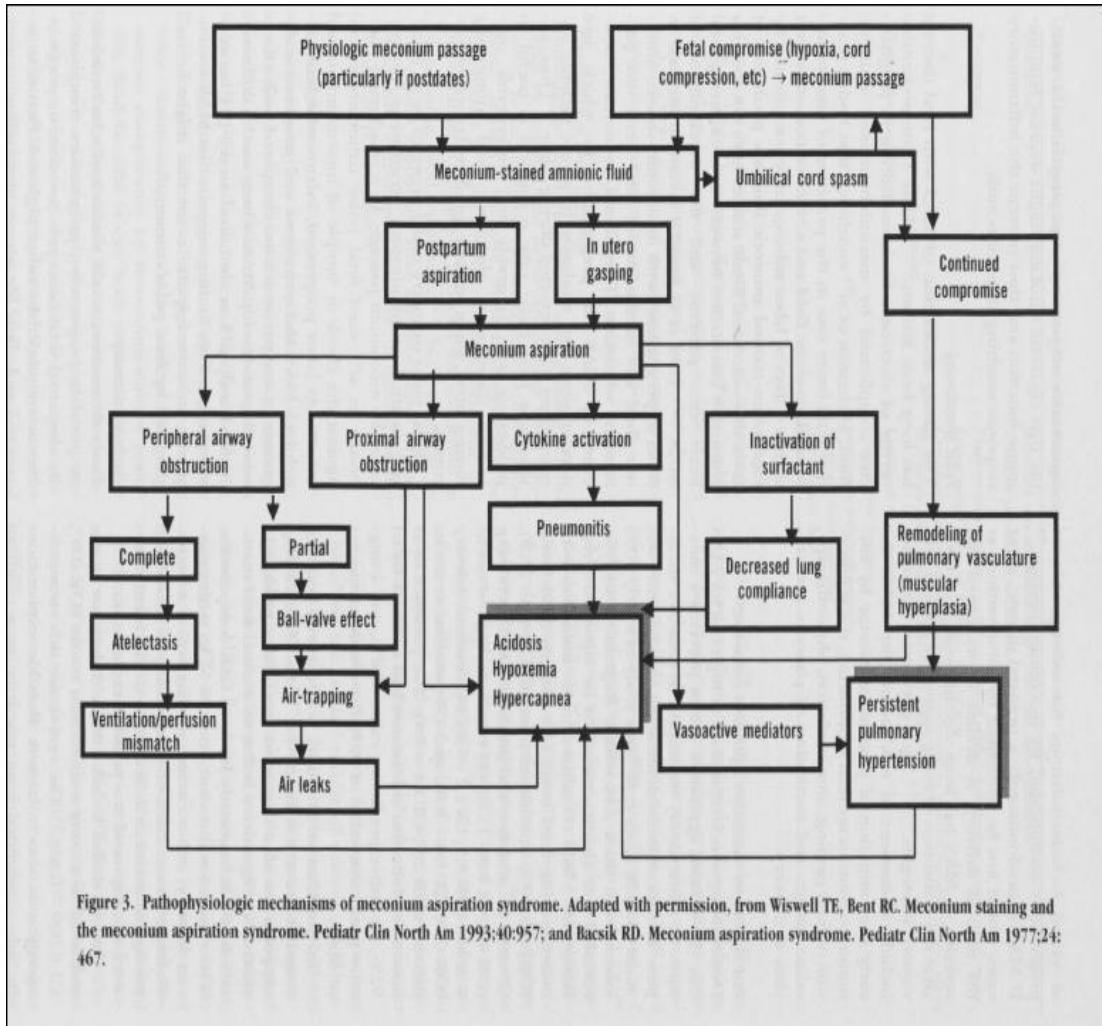 Physiologic meconium passage
(particularly if postdates)
Fetal compromise (hypoxia, cord
compression, etc) → meconium passage
Meconium-stained amnionic fluid
Umbilical cord spasm
Postpartum
aspiration
In utero
gasping
Continued
compromise
Meconium aspiration
Peripheral airway
obstruction
Proximal airway
obstruction
Cytokine activation
Inactivation of
surfactant
Complete
Partial
Pneumonitis
Decreased lung
compliance
Remodeling of
pulmonary vasculature
(muscular
hyperplasia)
Atelectasis
Ball-valve effect
Acidosis
Hypoxemia
Hypercapnea
Ventilation/perfusion
mismatch
Air-trapping
Air leaks
Vasoactive mediators
Persistent
pulmonary
hypertension
Figure 3. Pathophysiologic mechanisms of meconium aspiration syndrome. Adapted with permission, from Wiswell TE, Bent RC. Meconium staining and
the meconium aspiration syndrome. Pediatr Clin North Am 1993;40:957; and Bacsik RD. Meconium aspiration syndrome. Pediatr Clin North Am 1977;24:
467.